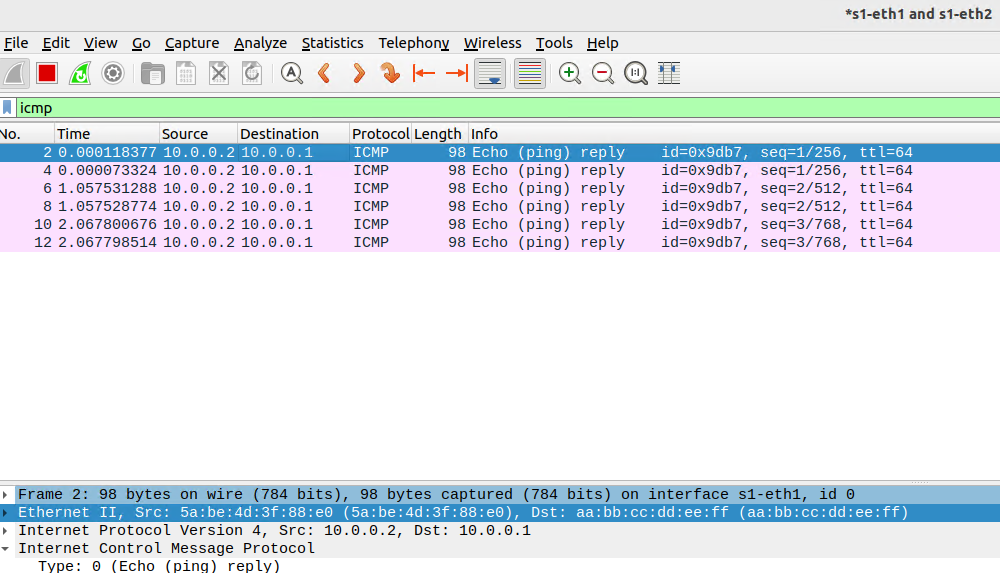 *s1-eth1 and s1-eth2
File Edit View Go Capture Analyze Statistics Telephony Wireless Tools Help
icmp
No. Time Source Destination Protocol Length Info
2 0.000118377 10.0.0.2 10.0.0.1 ICMP 98 Echo (ping) reply id=0x9db7, seq=1/256, ttl=64
4 0.000073324 10.0.0.2 10.0.0.1 ICMP 98 Echo (ping) reply id=0x9db7, seq=1/256, ttl=64
6 1.057531288 10.0.0.2 10.0.0.1 ICMP 98 Echo (ping) reply id=0x9db7, seq=2/512, ttl=64
8 1.057528774 10.0.0.2 10.0.0.1 ICMP 98 Echo (ping) reply id=0x9db7, seq=2/512, ttl=64
10 2.067800676 10.0.0.2 10.0.0.1 ICMP 98 Echo (ping) reply id=0x9db7, seq=3/768, ttl=64
12 2.067798514 10.0.0.2 10.0.0.1 ICMP 98 Echo (ping) reply id=0x9db7, seq=3/768, ttl=64
Frame 2: 98 bytes on wire (784 bits), 98 bytes captured (784 bits) on interface s1-eth1, id 0
Ethernet II, Src: 5a:be:4d:3f:88:e0 (5a:be:4d:3f:88:e0), Dst: aa:bb:cc:dd:ee:ff (aa:bb:cc:dd:ee:ff)
Internet Protocol Version 4, Src: 10.0.0.2, Dst: 10.0.0.1
Internet Control Message Protocol
Type: 0 (Echo (ping) reply)